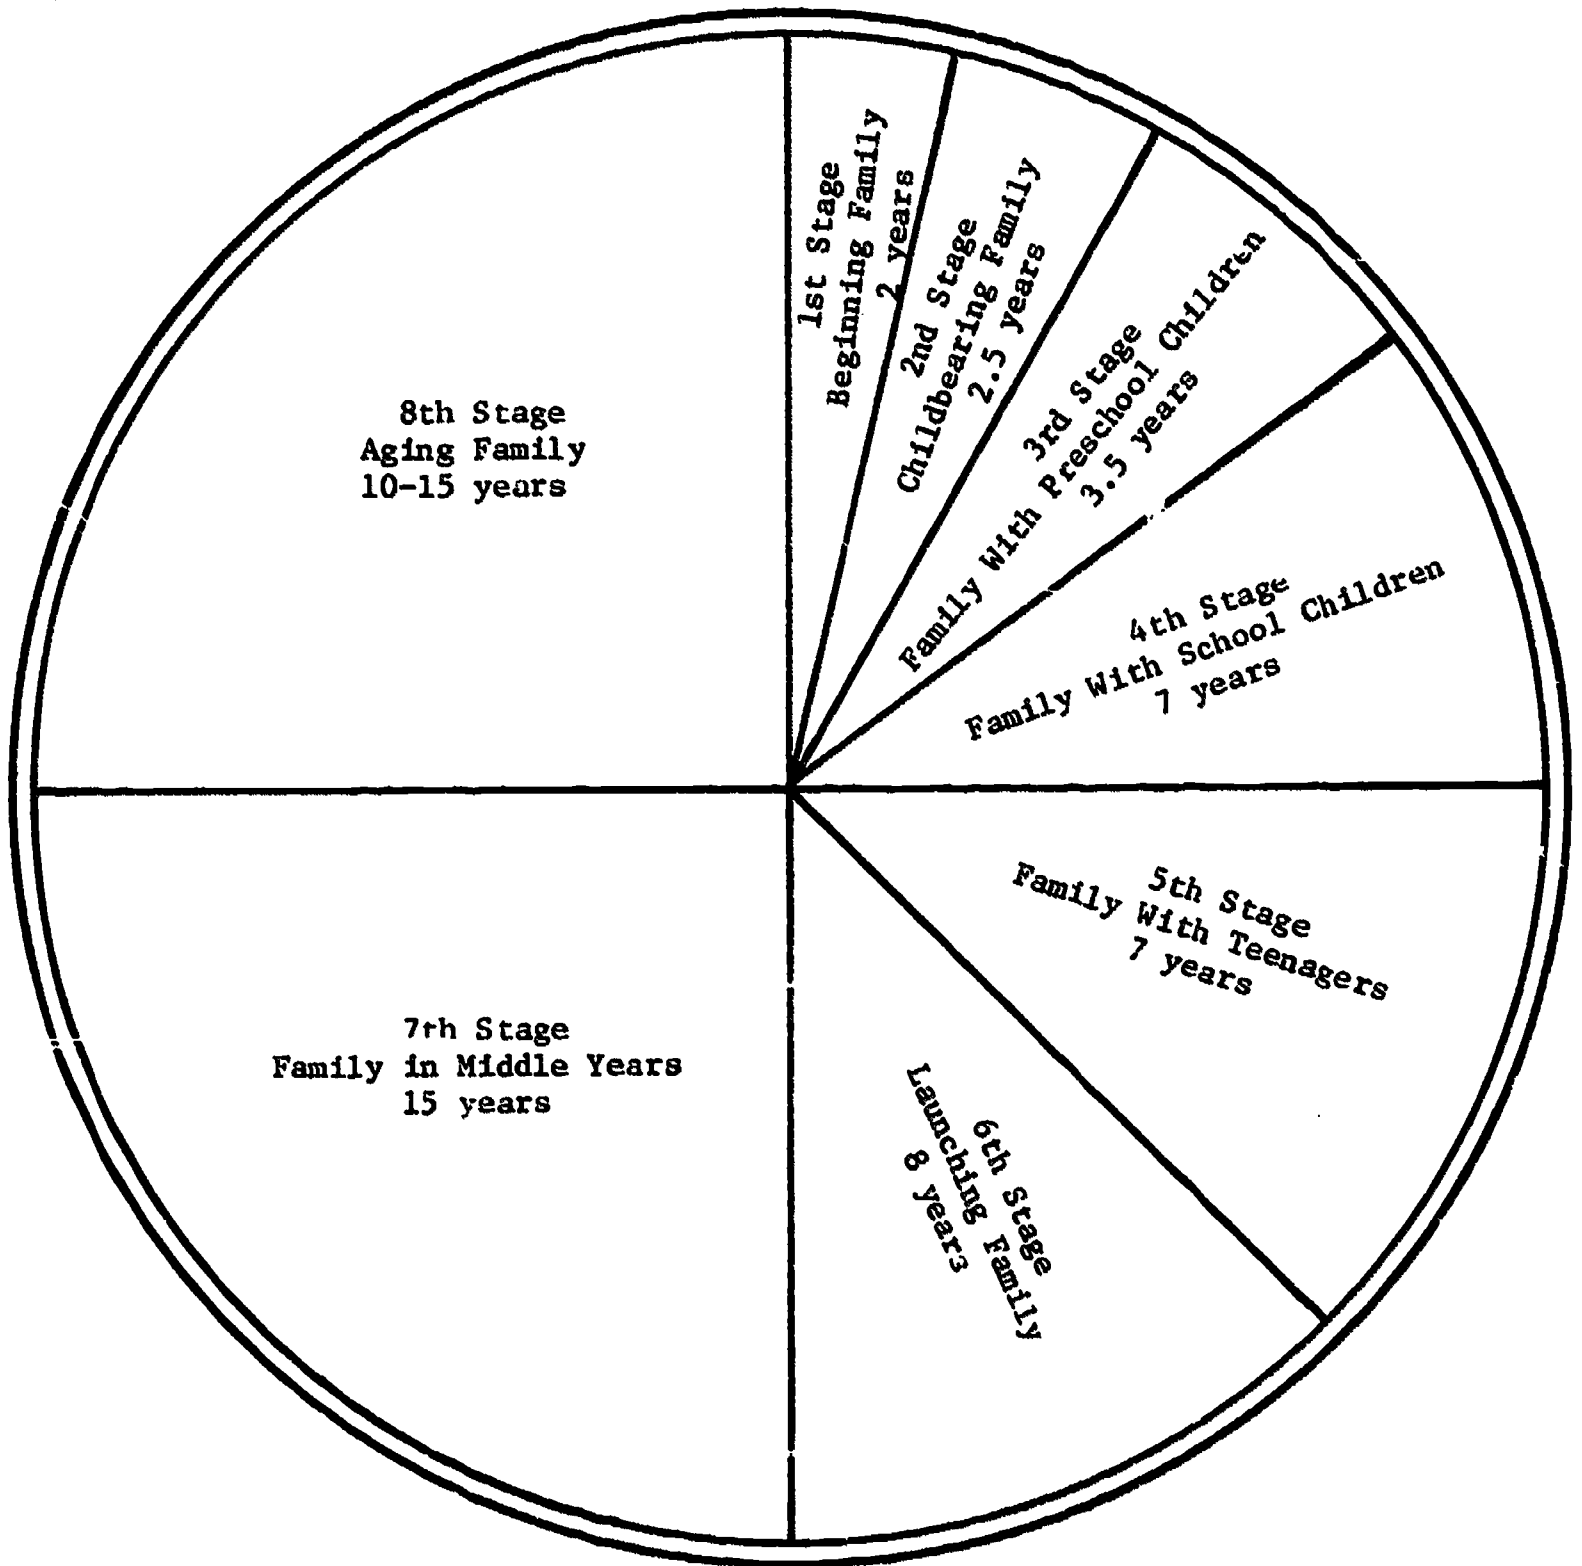 1st Stage
Beginning Family
2 years
2nd Stage
Childbearing Family
2.5 years
3rd Stage
Family With Preschool Children
3.5 years
4th Stage
Family With School Children
7 years
5th Stage
Family With Teenagers
7 years
6th Stage
Launching Family
8 years
7th Stage
Family in Middle Years
15 years
8th Stage
Aging Family
10-15 years